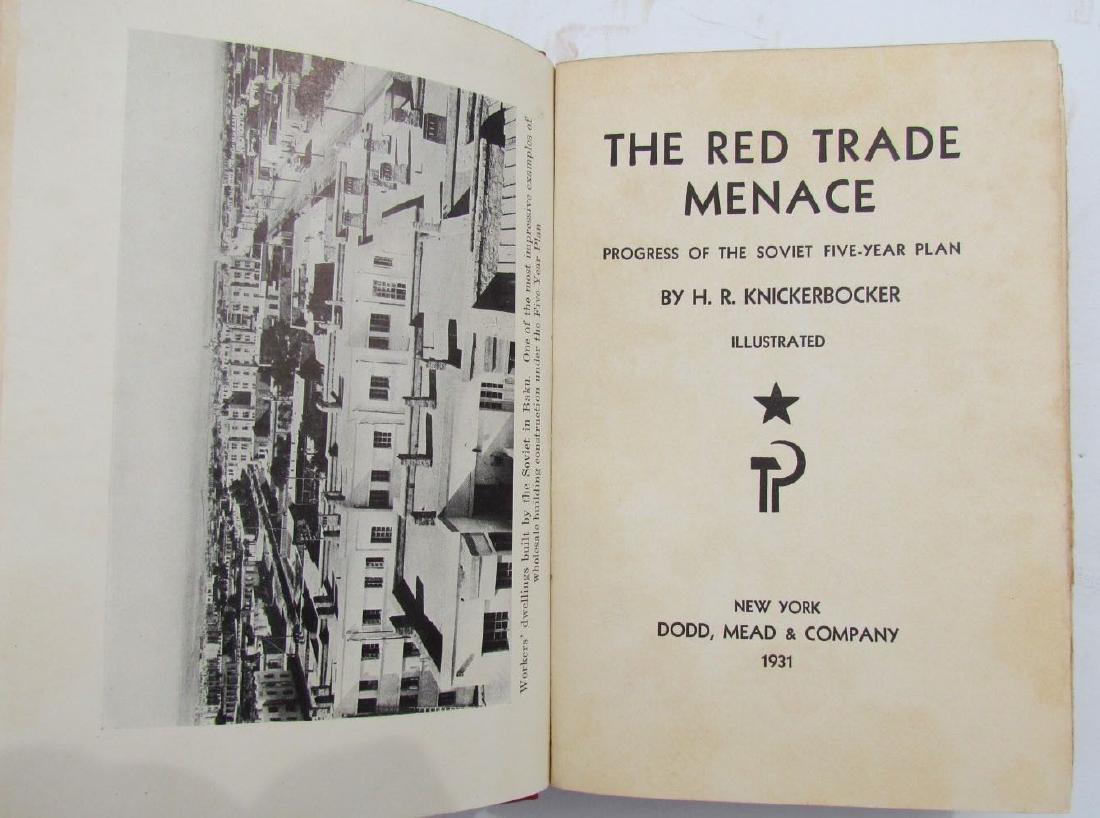 Workers' dwellings built by the Soviet in Baku. One of the most impressive examples of
wholesale building construction under the Five Year Plan
THE RED TRADE
MENACE
PROGRESS OF THE SOVIET FIVE-YEAR PLAN
BY H. R. KNICKERBOCKER
ILLUSTRATED
NEW YORK
DODD, MEAD & COMPANY
1931